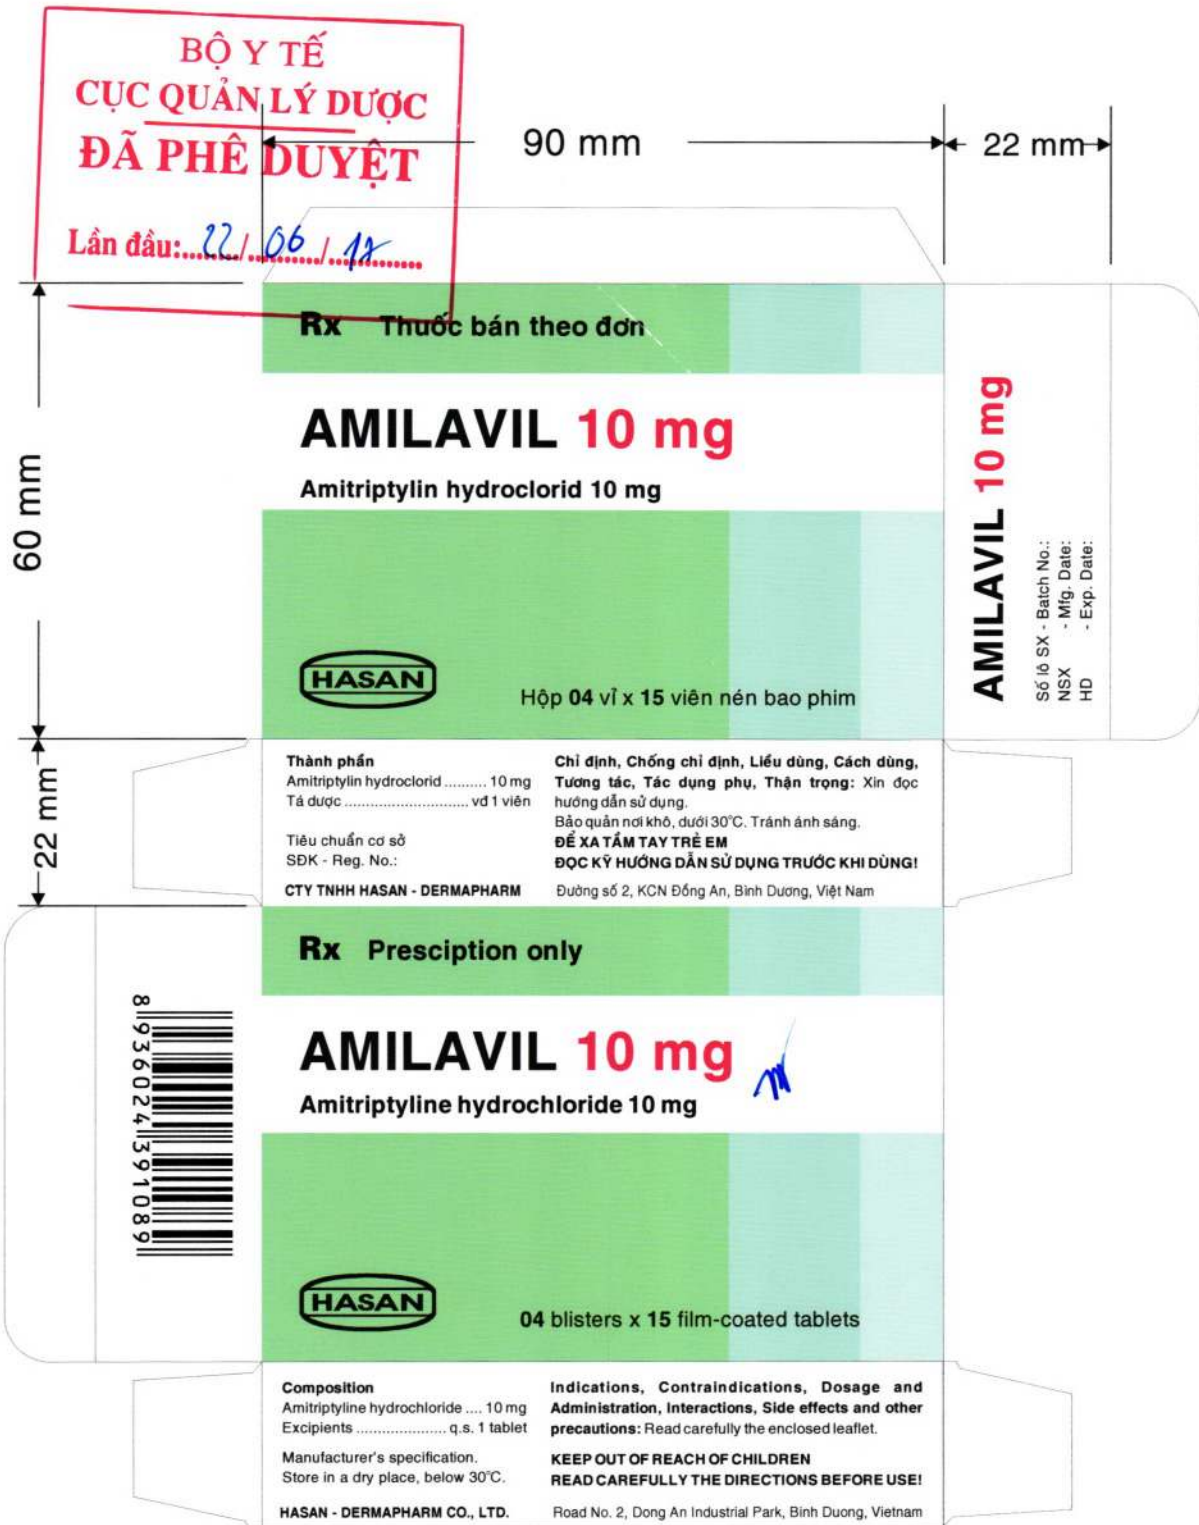 BỘ Y TẾ
CỤC QUẢN LÝ DƯỢC
ĐÃ PHÊ DUYỆT
Lần đầu:......../........../............
22 06 17
90 mm
22 mm
60 mm
Rx Thuốc bán theo đơn
AMILAVIL 10 mg
Amitriptylin hydroclorid 10 mg
HASAN
Hộp 04 vỉ x 15 viên nén bao phim
AMILAVIL 10 mg
Số lô SX - Batch No.:
NSX - Mfg. Date:
HD - Exp. Date:
22 mm
Thành phần
Amitriptylin hydroclorid .......... 10 mg
Tá dược ............................. vđ 1 viên
Tiêu chuẩn cơ sở
SĐK - Reg. No.:
CTY TNHH HASAN - DERMAPHARM
Chỉ định, Chống chỉ định, Liều dùng, Cách dùng,
Tương tác, Tác dụng phụ, Thận trọng: Xin đọc
hướng dẫn sử dụng.
Bảo quản nơi khô, dưới 30°C. Tránh ánh sáng.
ĐỂ XA TẦM TAY TRẺ EM
ĐỌC KỸ HƯỚNG DẪN SỬ DỤNG TRƯỚC KHI DÙNG!
Đường số 2, KCN Đồng An, Bình Dương, Việt Nam
Rx Presciption only
AMILAVIL 10 mg
Amitriptyline hydrochloride 10 mg
HASAN
04 blisters x 15 film-coated tablets
8 936024 391089
Composition
Amitriptyline hydrochloride .... 10 mg
Excipients ..................... q.s. 1 tablet
Manufacturer's specification.
Store in a dry place, below 30°C.
HASAN - DERMAPHARM CO., LTD.
Indications, Contraindications, Dosage and
Administration, Interactions, Side effects and other
precautions: Read carefully the enclosed leaflet.
KEEP OUT OF REACH OF CHILDREN
READ CAREFULLY THE DIRECTIONS BEFORE USE!
Road No. 2, Dong An Industrial Park, Binh Duong, Vietnam